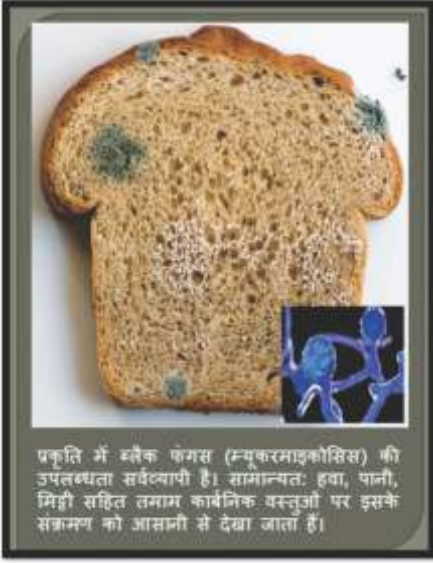 प्रकृति में ब्लैक फंगस (म्यूकरमाइकोसिस) की
उपलब्धता सर्वव्यापी है। सामान्यत: हवा, पानी,
मिट्टी सहित तमाम कार्बनिक वस्तुओं पर इसके
संक्रमण को आसानी से देखा जाता हैं।